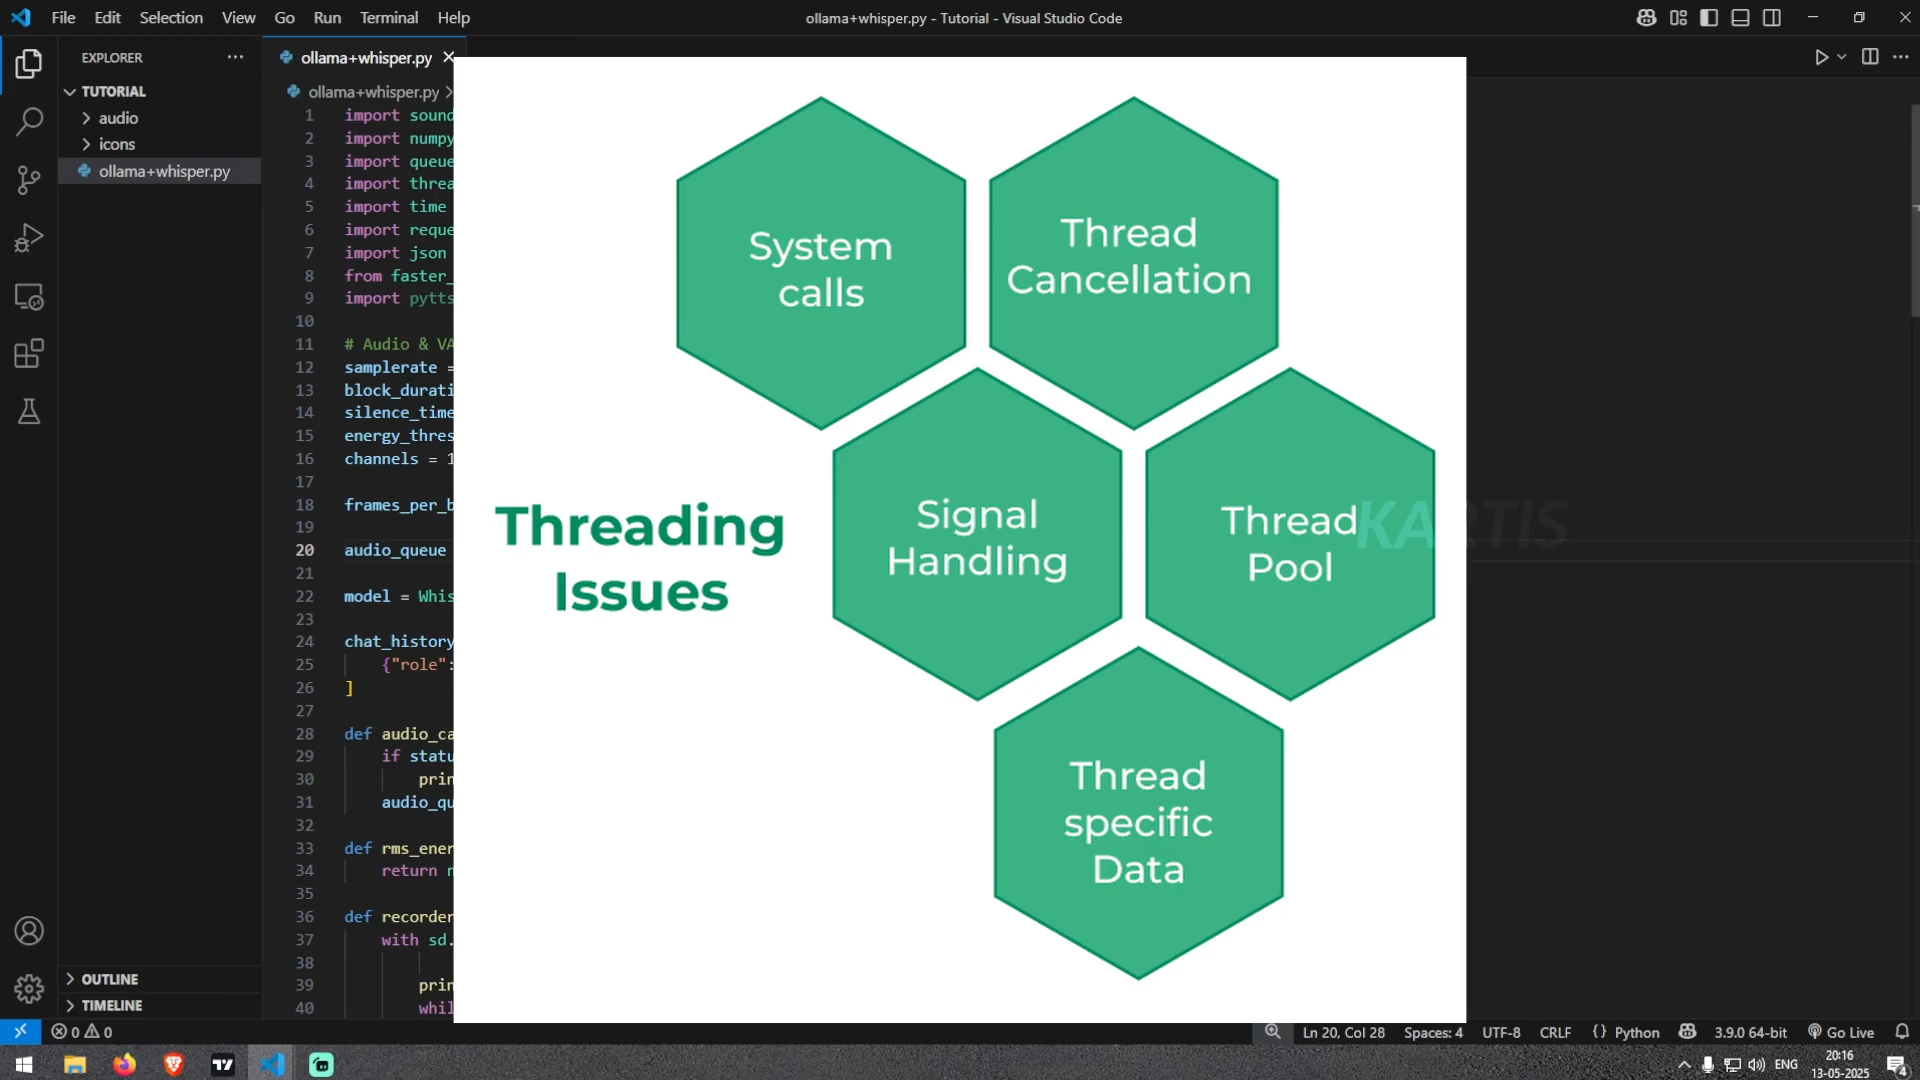 File Edit Selection View Go Run Terminal Help
ollama+whisper.py - Tutorial - Visual Studio Code
EXPLORER
TUTORIAL
audio
icons
ollama+whisper.py
OUTLINE
TIMELINE
ollama+whisper.py
ollama+whisper.py
1 import sound
2 import numpy
3 import queue
4 import threa
5 import time
6 import reque
7 import json
8 from faster_
9 import pytts
10
11 # Audio & VA
12 samplerate =
13 block_durati
14 silence_time
15 energy_thres
16 channels = 1
17
18 frames_per_b
19
20 audio_queue
21
22 model = Whis
23
24 chat_history
25 {"role":
26 ]
27
28 def audio_ca
29 if statu
30 prin
31 audio_qu
32
33 def rms_ener
34 return n
35
36 def recorder
37 with sd.
38
39 prin
40 whil
System
calls
Thread
Cancellation
Threading
Issues
Signal
Handling
Thread
Pool
Thread
specific
Data
KARTIS
0 0
Ln 20, Col 28 Spaces: 4 UTF-8 CRLF {} Python 3.9.0 64-bit Go Live
ENG
20:16
13-05-2025
4